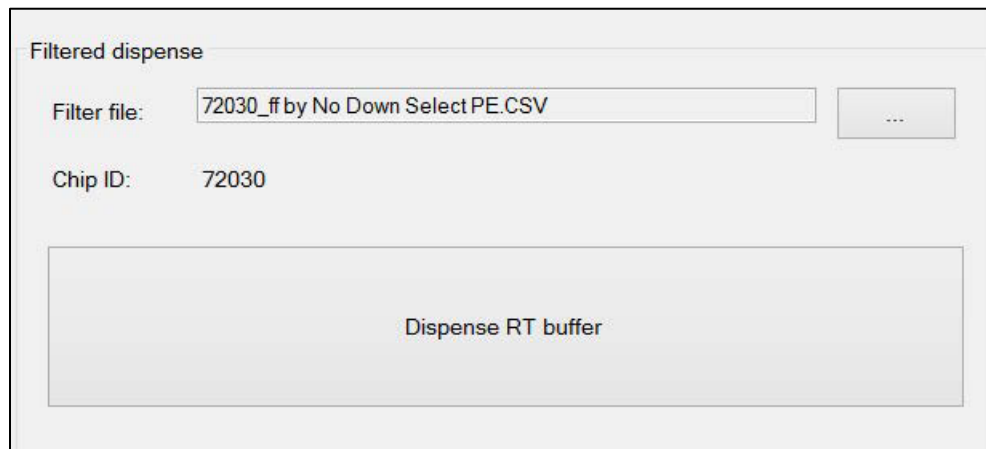 Filtered dispense
Filter file: 72030_ff by No Down Select PE.CSV ...
Chip ID: 72030
Dispense RT buffer